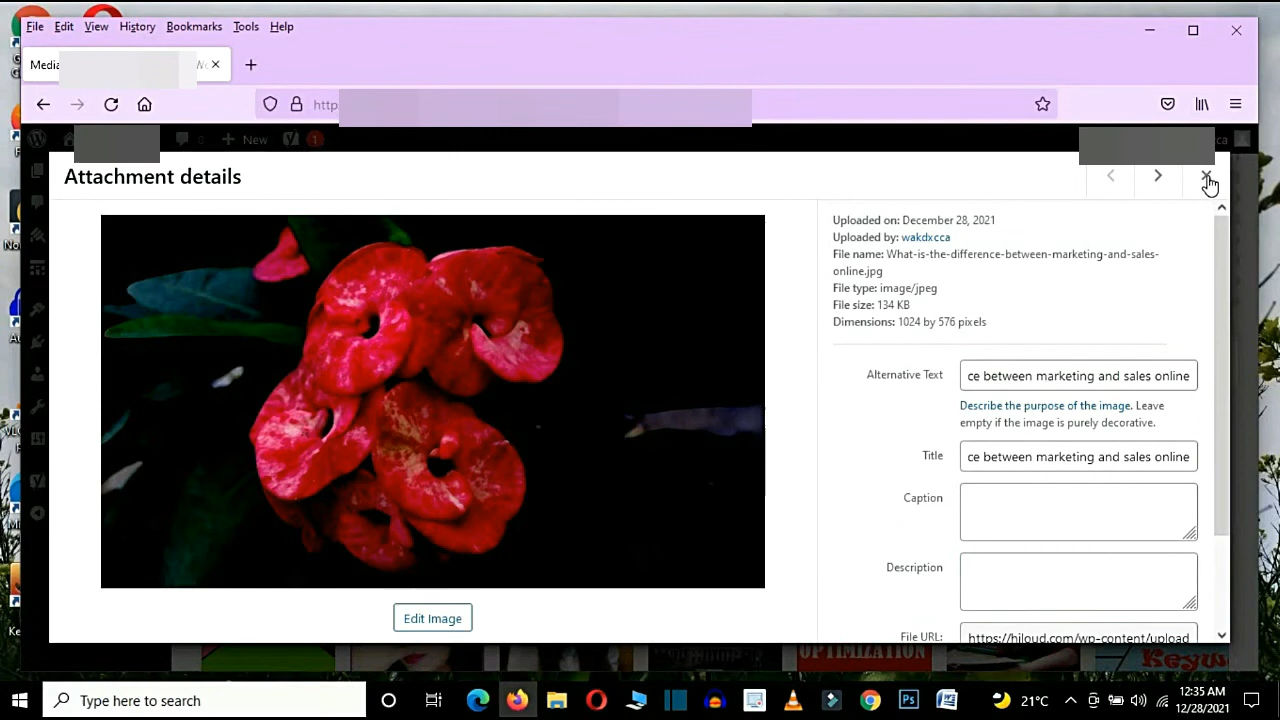 File Edit View History Bookmarks Tools Help
Media
http
New 1
Attachment details
Uploaded on: December 28, 2021
Uploaded by: wakdxcca
File name: What-is-the-difference-between-marketing-and-sales-
online.jpg
File type: image/jpeg
File size: 134 KB
Dimensions: 1024 by 576 pixels
Alternative Text ce between marketing and sales online
Describe the purpose of the image. Leave
empty if the image is purely decorative.
Title ce between marketing and sales online
Caption
Description
Edit Image
File URL: https://hiloud.com/wp-content/upload
OPTIMIZATION
Type here to search
21°C
12:35 AM
12/28/2021